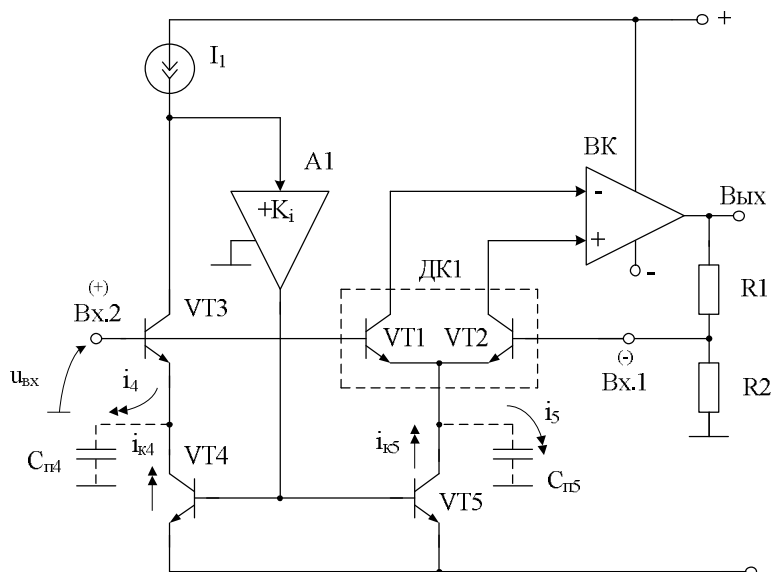 +
I1
A1
ВК
+Ki
-
Вых
+
ДК1
-
(+)
Вх.2
VT3
VT1
VT2
R1
(-)
Вх.1
R2
uвх
i4
i5
Cп4
iк4
VT4
iк5
Cп5
VT5